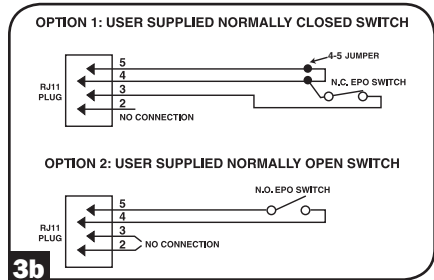 OPTION 1: USER SUPPLIED NORMALLY CLOSED SWITCH
4-5 JUMPER
5
4
N.C. EPO SWITCH
RJ11
PLUG
3
2
NO CONNECTION
OPTION 2: USER SUPPLIED NORMALLY OPEN SWITCH
N.O. EPO SWITCH
5
4
RJ11
PLUG
3
2
NO CONNECTION
3b